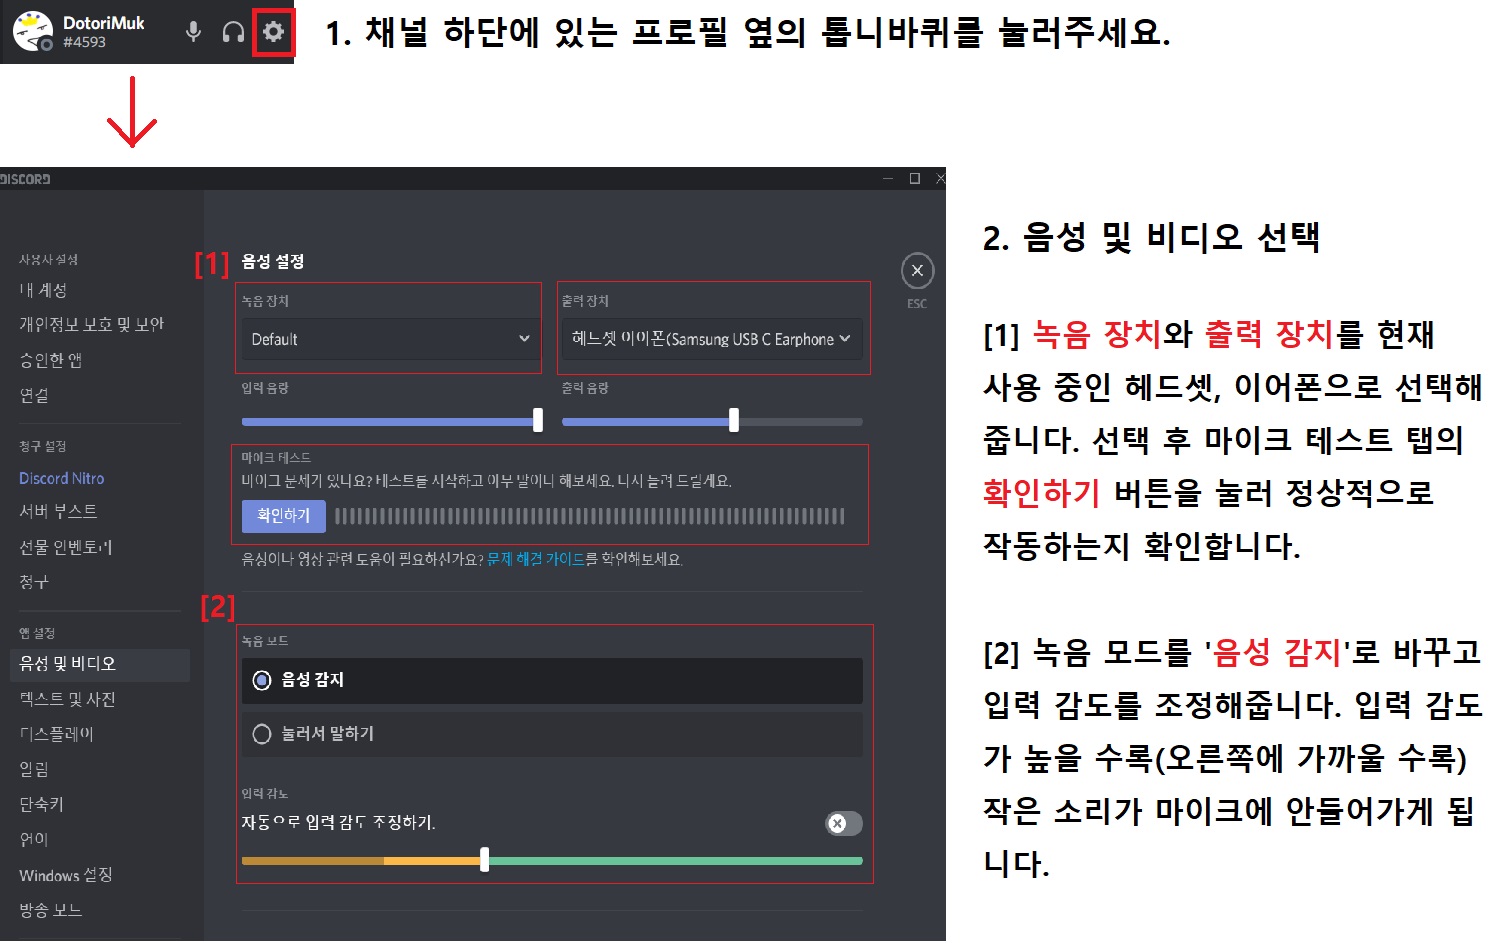 DotoriMuk
#4593
1. 채널 하단에 있는 프로필 옆의 톱니바퀴를 눌러주세요.
DISCORD
사용자 설정
내 계정
개인정보 보호 및 보안
승인한 앱
연결
청구 설정
Discord Nitro
서버 부스트
선물 인벤토리
청구
앱 설정
음성 및 비디오
텍스트 및 사진
디스플레이
알림
단축키
언어
Windows 설정
방송 모드
[1]
음성 설정
녹음 장치
Default
출력 장치
헤드셋 이어폰(Samsung USB C Earphone
입력 음량
출력 음량
마이크 테스트
마이크 문제가 있나요? 테스트를 시작하고 아무 말이나 해보세요. 다시 들려 드릴게요.
확인하기
음성이나 영상 관련 도움이 필요하신가요? 문제 해결 가이드를 확인해보세요.
[2]
녹음 모드
음성 감지
눌러서 말하기
입력 감도
자동으로 입력 감도 조정하기.
ESC
2. 음성 및 비디오 선택
[1] 녹음 장치와 출력 장치를 현재
사용 중인 헤드셋, 이어폰으로 선택해
줍니다. 선택 후 마이크 테스트 탭의
확인하기 버튼을 눌러 정상적으로
작동하는지 확인합니다.
[2] 녹음 모드를 '음성 감지'로 바꾸고
입력 감도를 조정해줍니다. 입력 감도
가 높을 수록(오른쪽에 가까울 수록)
작은 소리가 마이크에 안들어가게 됩
니다.